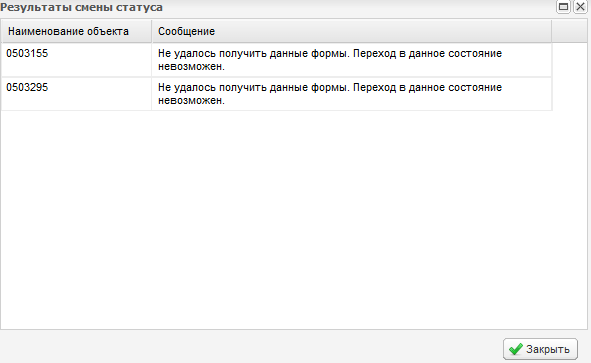 Результаты смены статуса
Наименование объекта Сообщение
0503155 Не удалось получить данные формы. Переход в данное состояние
невозможен.
0503295 Не удалось получить данные формы. Переход в данное состояние
невозможен.
Закрыть